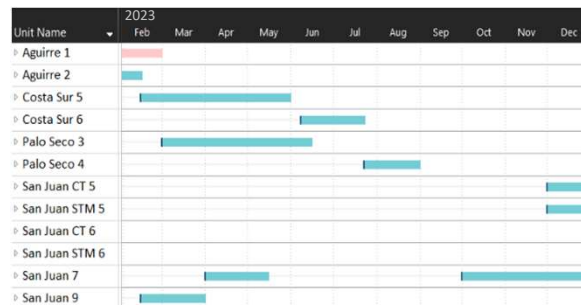 2023
Unit Name Feb Mar Apr May Jun Jul Aug Sep Oct Nov Dec
Aguirre 1
Aguirre 2
Costa Sur 5
Costa Sur 6
Palo Seco 3
Palo Seco 4
San Juan CT 5
San Juan STM 5
San Juan CT 6
San Juan STM 6
San Juan 7
San Juan 9